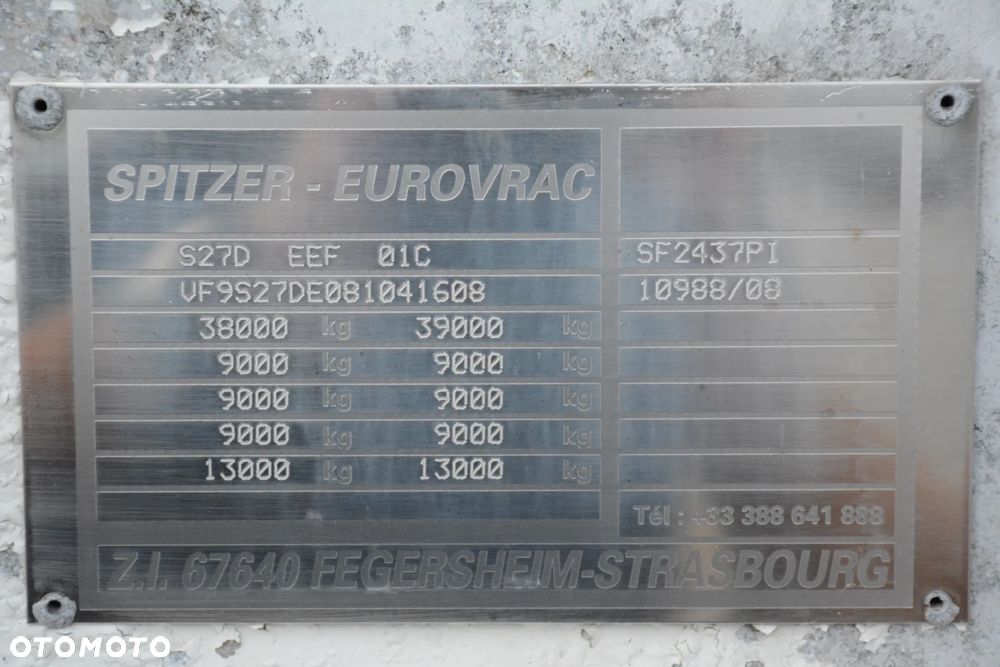 SPITZER - EUROVRAC
S27D EEF 01C SF2437PI
VF9S27DE081041608 10988/08
38000 kg 39000 kg
9000 kg 9000 kg
9000 kg 9000 kg
9000 kg 9000 kg
13000 kg 13000 kg
Tél : +33 388 641 888
Z.I. 67640 FEGERSHEIM-STRASBOURG
OTOMOTO